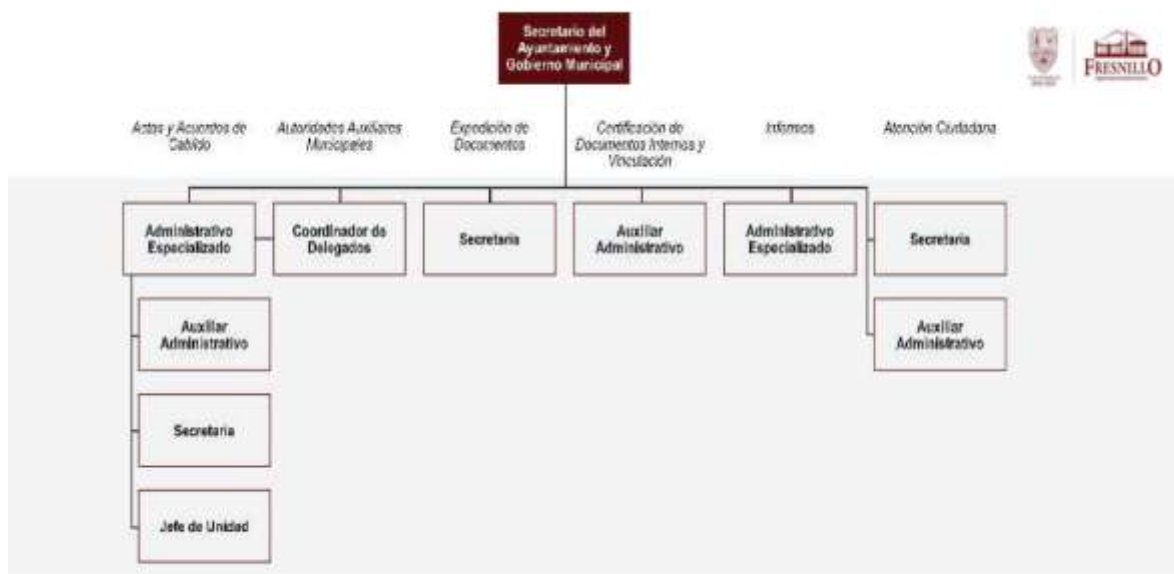 Secretario del
Ayuntamiento y
Gobierno Municipal
FRESNILLO
Actas y Acuerdos de
Cabildo
Autoridades Auxiliares
Municipales
Expedición de
Documentos
Certificación de
Documentos Internos y
Vinculación
Informes
Atención Ciudadana
Administrativo
Especializado
Coordinador de
Delegados
Secretaria
Auxiliar
Administrativo
Administrativo
Especializado
Secretaria
Auxiliar
Administrativo
Auxiliar
Administrativo
Secretaria
Jefe de Unidad